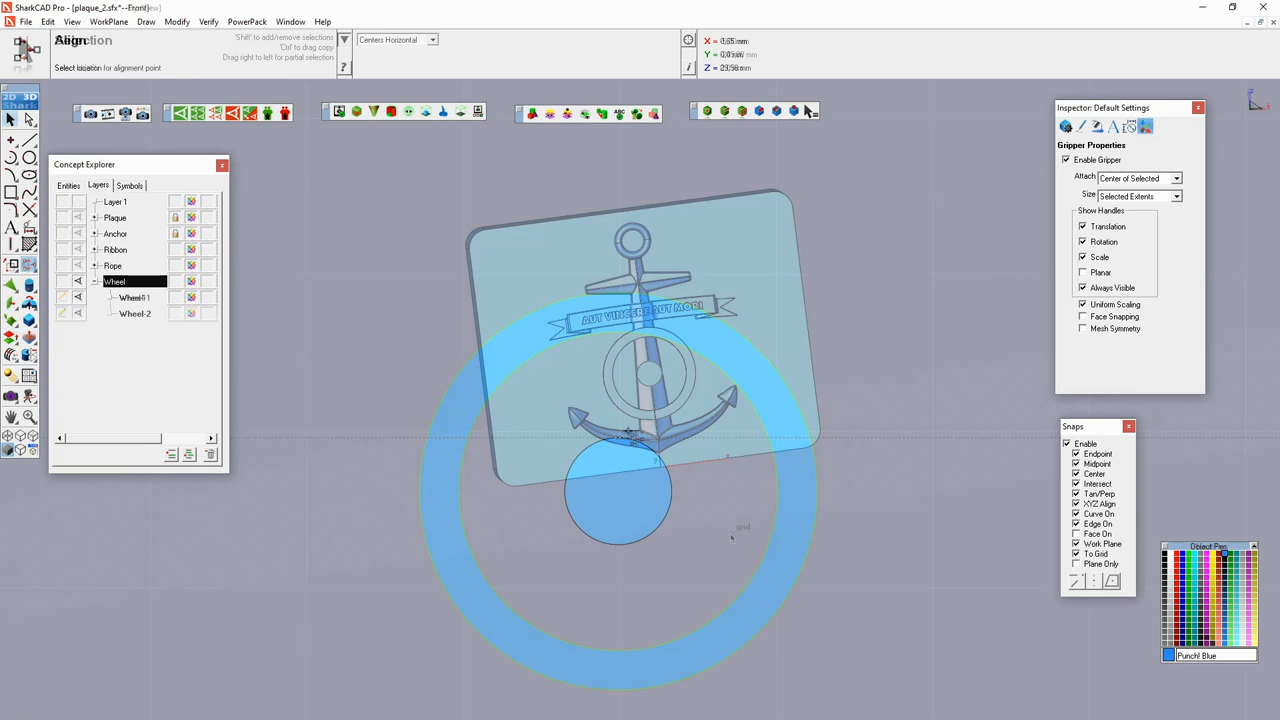 SharkCAD Pro - [plaque_2.sfx*--Front]
File Edit View WorkPlane Draw Modify Verify PowerPack Window Help
'Shift' to add/remove selections
'Ctrl' to drag copy
Drag right to left for partial selection
Select location for alignment point
Centers Horizontal
X =
Y =
Z =
2D 3D
Shark
ABC
Concept Explorer
Entities Layers Symbols
Layer 1
Plaque
Anchor
Ribbon
Rope
Wheel
Wheel-2
AUT VINCERE AUT MORI
grid
Inspector: Default Settings
Gripper Properties
Enable Gripper
Attach Center of Selected
Size Selected Extents
Show Handles
Translation
Rotation
Scale
Planar
Always Visible
Uniform Scaling
Face Snapping
Mesh Symmetry
Snaps
Enable
Endpoint
Midpoint
Center
Intersect
Tan/Perp
XYZ Align
Curve On
Edge On
Face On
Work Plane
To Grid
Plane Only
Object Pen
Punch! Blue